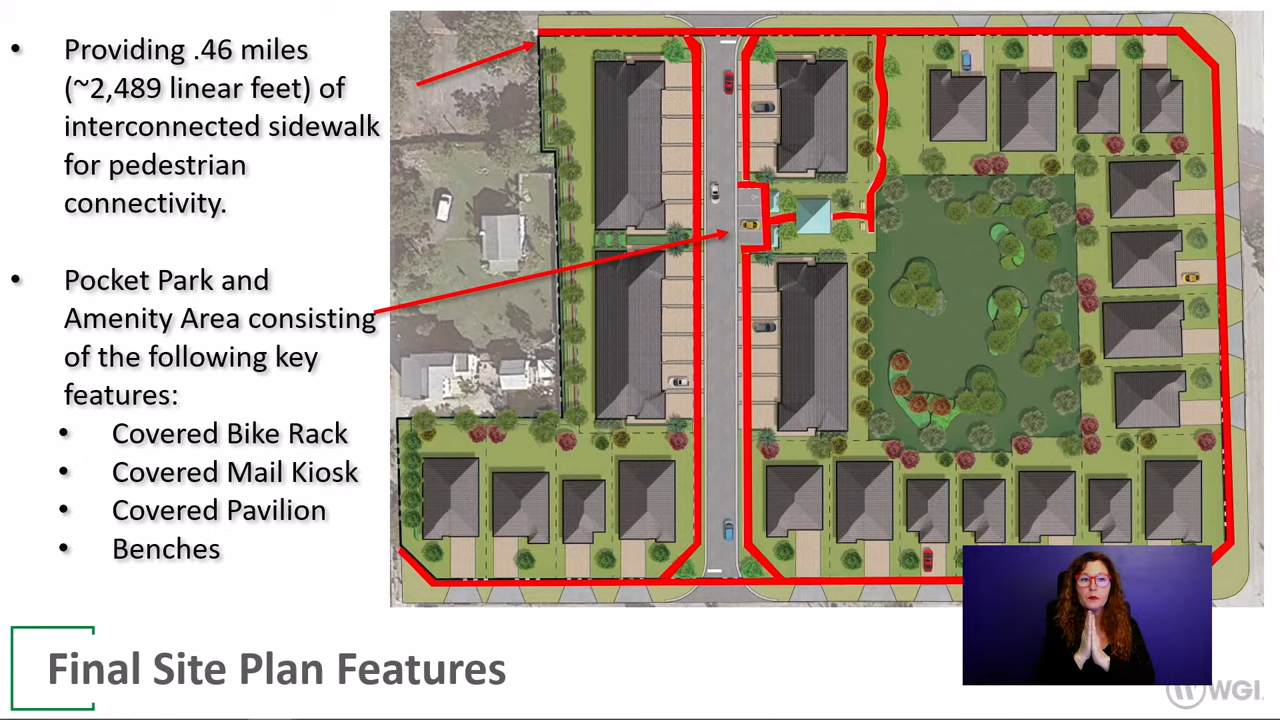 • Providing .46 miles
(~2,489 linear feet) of
interconnected sidewalk
for pedestrian
connectivity.
• Pocket Park and
Amenity Area consisting
of the following key
features:
• Covered Bike Rack
• Covered Mail Kiosk
• Covered Pavilion
• Benches
Final Site Plan Features
WGI